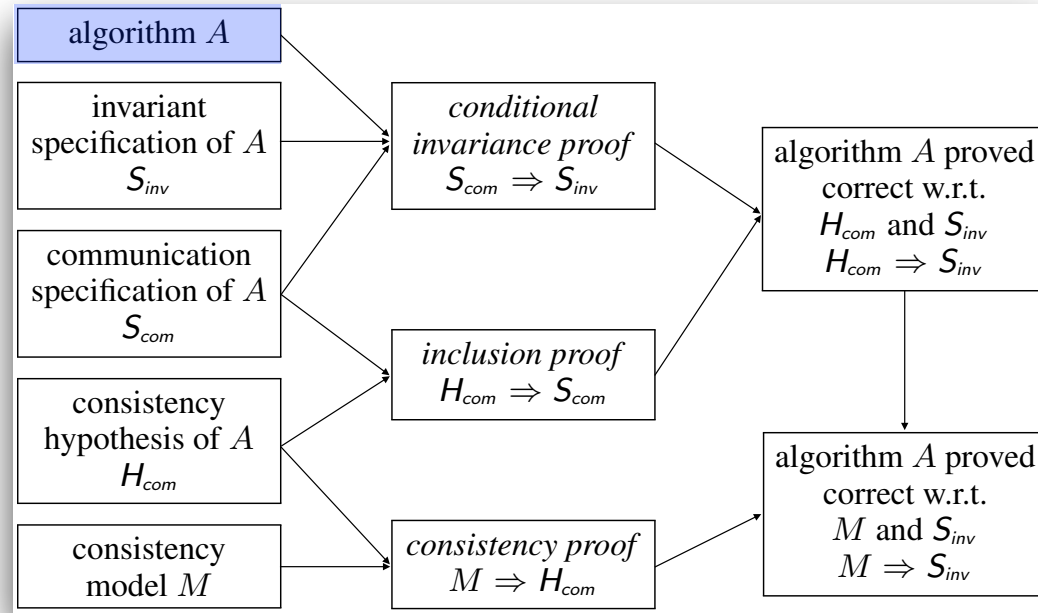 algorithm A
invariant
specification of A
S_inv
communication
specification of A
S_com
consistency
hypothesis of A
H_com
consistency
model M
conditional
invariance proof
S_com ⇒ S_inv
inclusion proof
H_com ⇒ S_com
consistency proof
M ⇒ H_com
algorithm A proved
correct w.r.t.
H_com and S_inv
H_com ⇒ S_inv
algorithm A proved
correct w.r.t.
M and S_inv
M ⇒ S_inv